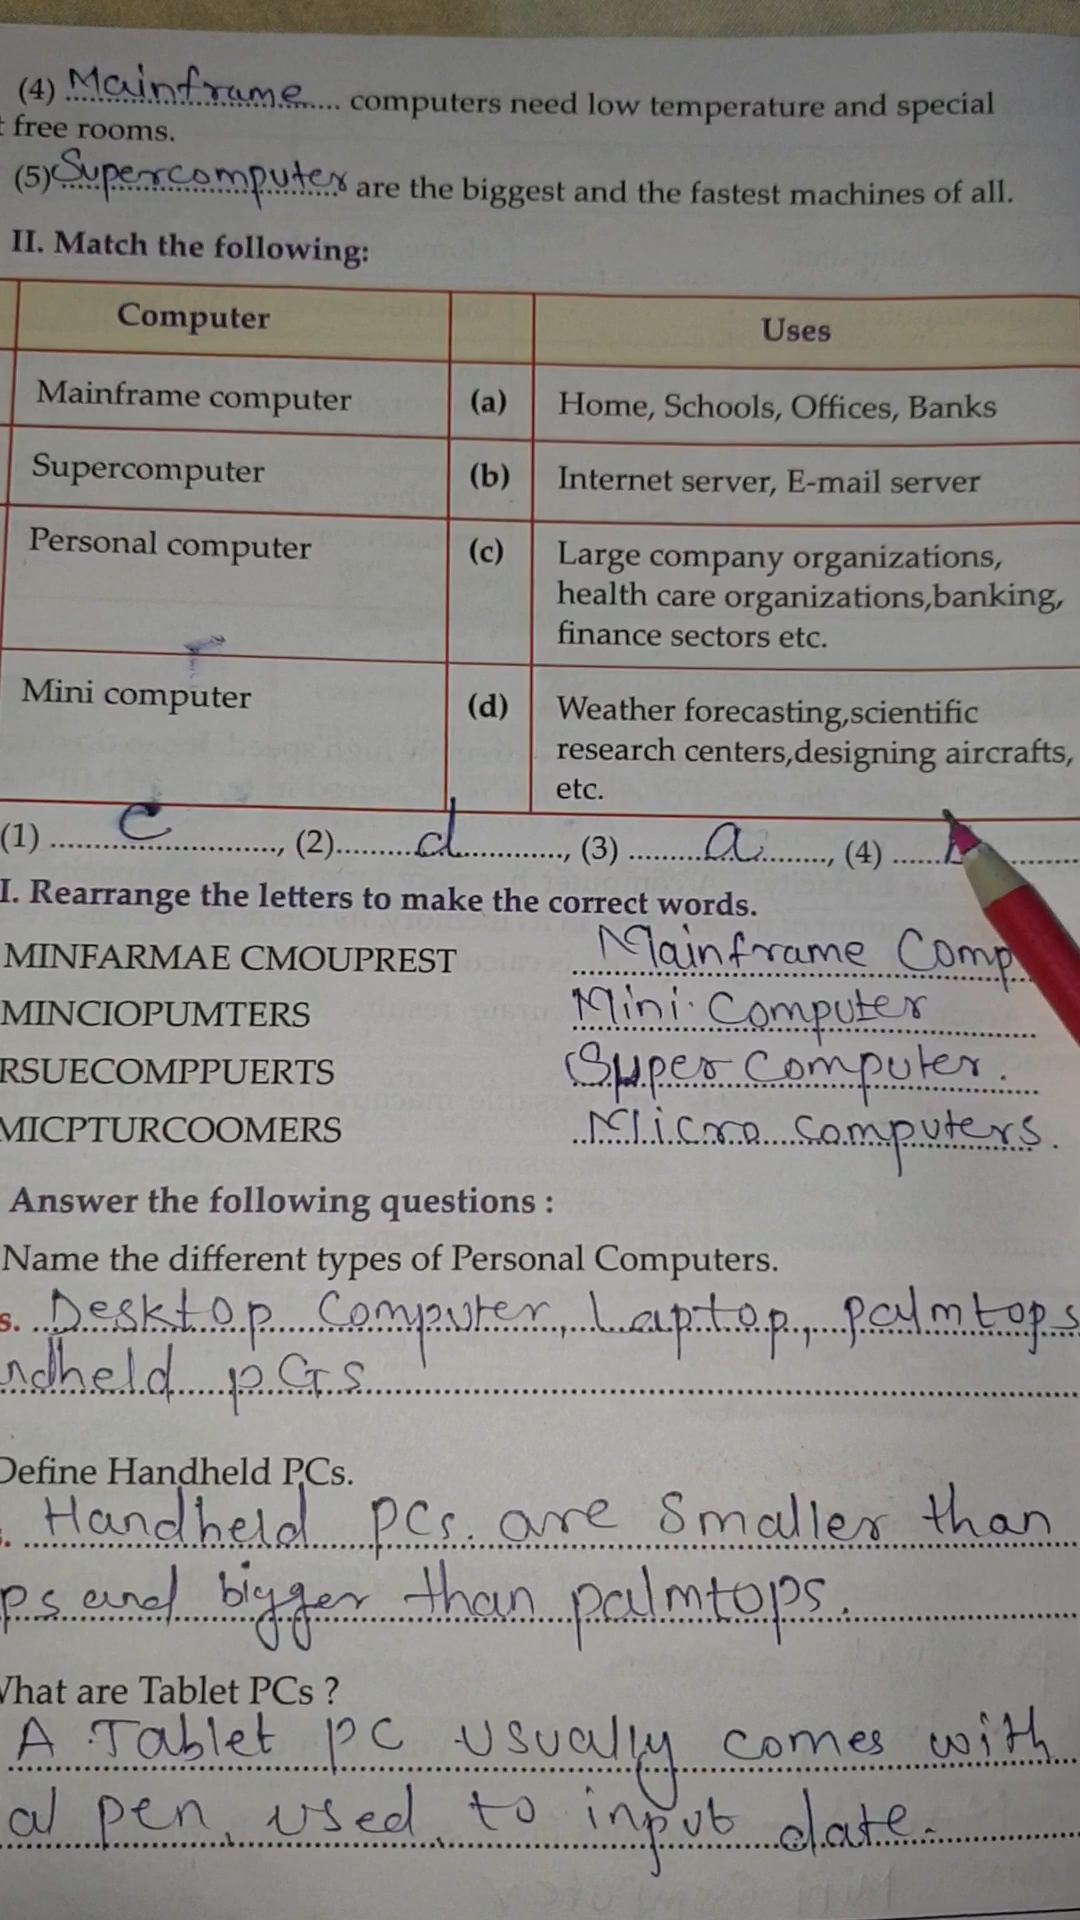 (4) Mainframe computers need low temperature and special
free rooms.
(5) Supercomputer are the biggest and the fastest machines of all.
II. Match the following:
Computer Uses
Mainframe computer (a) Home, Schools, Offices, Banks
Supercomputer (b) Internet server, E-mail server
Personal computer (c) Large company organizations,
health care organizations,banking,
finance sectors etc.
Mini computer (d) Weather forecasting,scientific
research centers,designing aircrafts,
etc.
(1) c, (2) d, (3) a, (4)
I. Rearrange the letters to make the correct words.
MINFARMAE CMOUPREST Mainframe Comp
MINCIOPUMTERS Mini Computer
RSUECOMPPUERTS Super Computer.
MICPTURCOOMERS Micro Computers.
Answer the following questions :
Name the different types of Personal Computers.
s. Desktop Computer, Laptop, palmtops
ndheld pGs
Define Handheld PCs.
Handheld PCs. are Smaller than
ps and bigger than palmtops.
What are Tablet PCs ?
A Tablet PC usually comes with
al pen, used to input date.